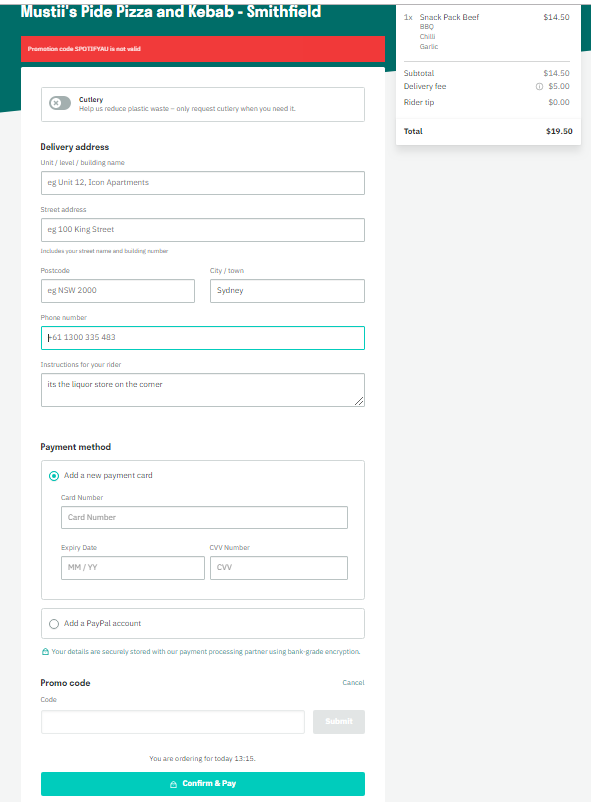 Mustii's Pide Pizza and Kebab - Smithfield
Promotion code SPOTIFYAU is not valid
Cutlery
Help us reduce plastic waste – only request cutlery when you need it.
Delivery address
Unit / level / building name
eg Unit 12, Icon Apartments
Street address
eg 100 King Street
Includes your street name and building number
Postcode
City / town
eg NSW 2000
Sydney
Phone number
+61 1300 335 483
Instructions for your rider
its the liquor store on the corner
Payment method
Add a new payment card
Card Number
Card Number
Expiry Date
CVV Number
MM / YY
CVV
Add a PayPal account
Your details are securely stored with our payment processing partner using bank-grade encryption.
Promo code
Cancel
Code
Submit
You are ordering for today 13:15.
Confirm & Pay
1x Snack Pack Beef $14.50
BBQ
Chilli
Garlic
Subtotal $14.50
Delivery fee $5.00
Rider tip $0.00
Total $19.50